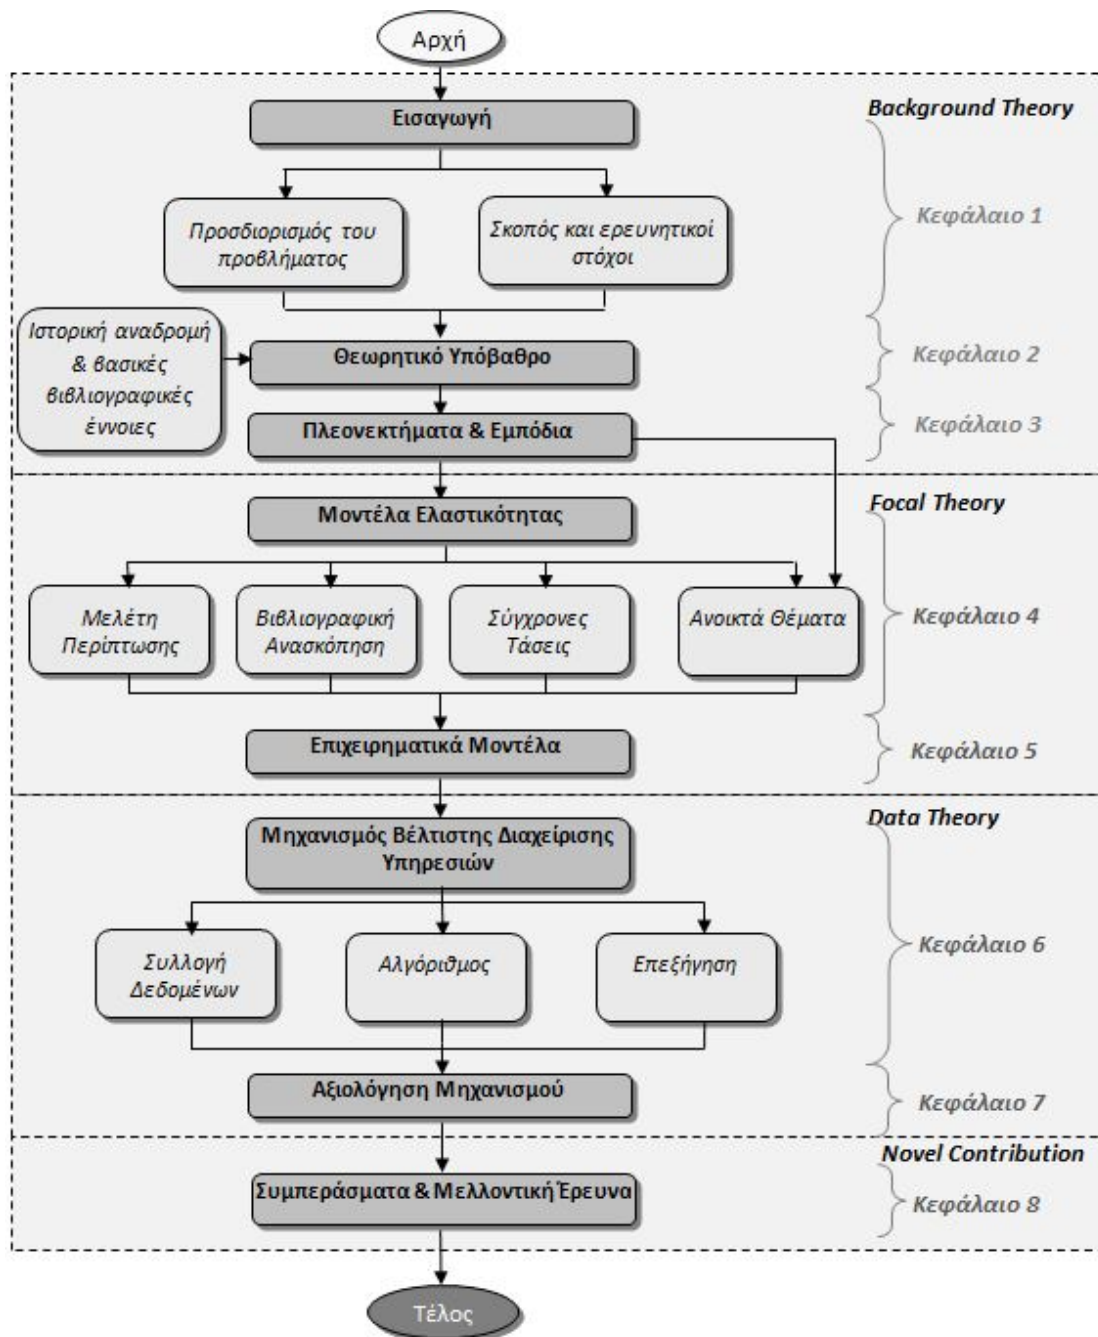 Αρχή
Background Theory
Εισαγωγή
Κεφάλαιο 1
Προσδιορισμός του
προβλήματος
Σκοπός και ερευνητικοί
στόχοι
Ιστορική αναδρομή
& βασικές
βιβλιογραφικές
έννοιες
Θεωρητικό Υπόβαθρο
Κεφάλαιο 2
Πλεονεκτήματα & Εμπόδια
Κεφάλαιο 3
Focal Theory
Μοντέλα Ελαστικότητας
Μελέτη
Περίπτωσης
Βιβλιογραφική
Ανασκόπηση
Σύγχρονες
Τάσεις
Ανοικτά Θέματα
Κεφάλαιο 4
Επιχειρηματικά Μοντέλα
Κεφάλαιο 5
Data Theory
Μηχανισμός Βέλτιστης Διαχείρισης
Υπηρεσιών
Συλλογή
Δεδομένων
Αλγόριθμος
Επεξήγηση
Κεφάλαιο 6
Αξιολόγηση Μηχανισμού
Κεφάλαιο 7
Novel Contribution
Συμπεράσματα & Μελλοντική Έρευνα
Κεφάλαιο 8
Τέλος